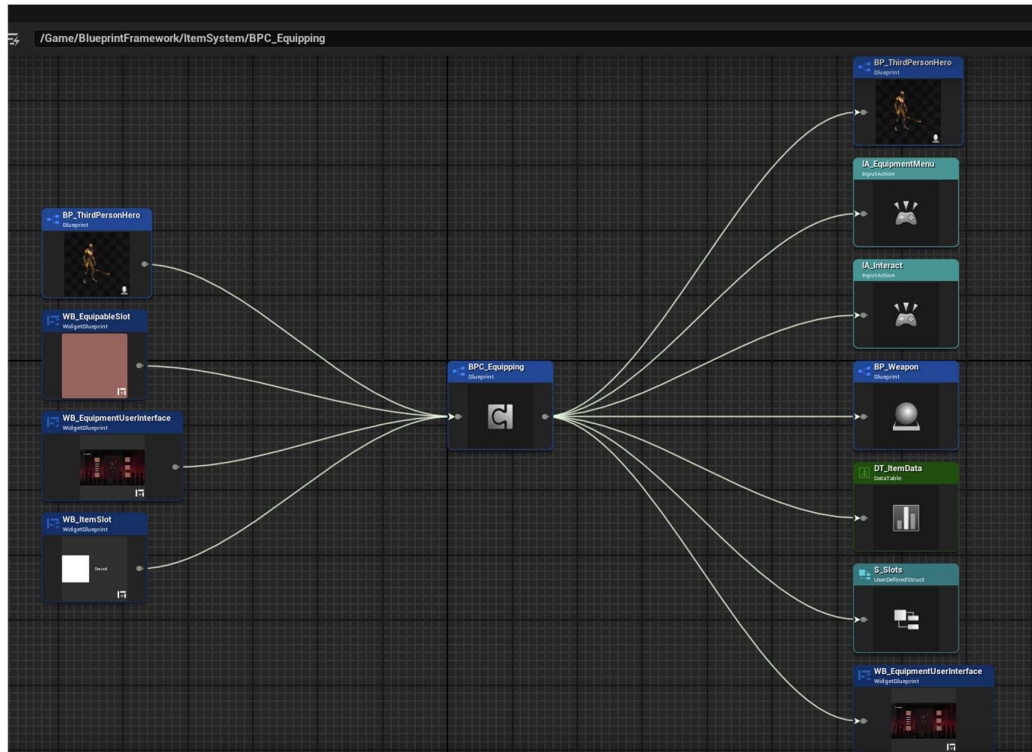 /Game/BlueprintFramework/ItemSystem/BPC_Equipping
BP_ThirdPersonHero
Blueprint
WB_EquipableSlot
WidgetBlueprint
WB_EquipmentUserInterface
WidgetBlueprint
WB_ItemSlot
WidgetBlueprint
BPC_Equipping
Blueprint
BP_ThirdPersonHero
Blueprint
IA_EquipmentMenu
InputAction
IA_Interact
InputAction
BP_Weapon
Blueprint
DT_ItemData
DataTable
S_Slots
UserDefinedStruct
WB_EquipmentUserInterface
WidgetBlueprint